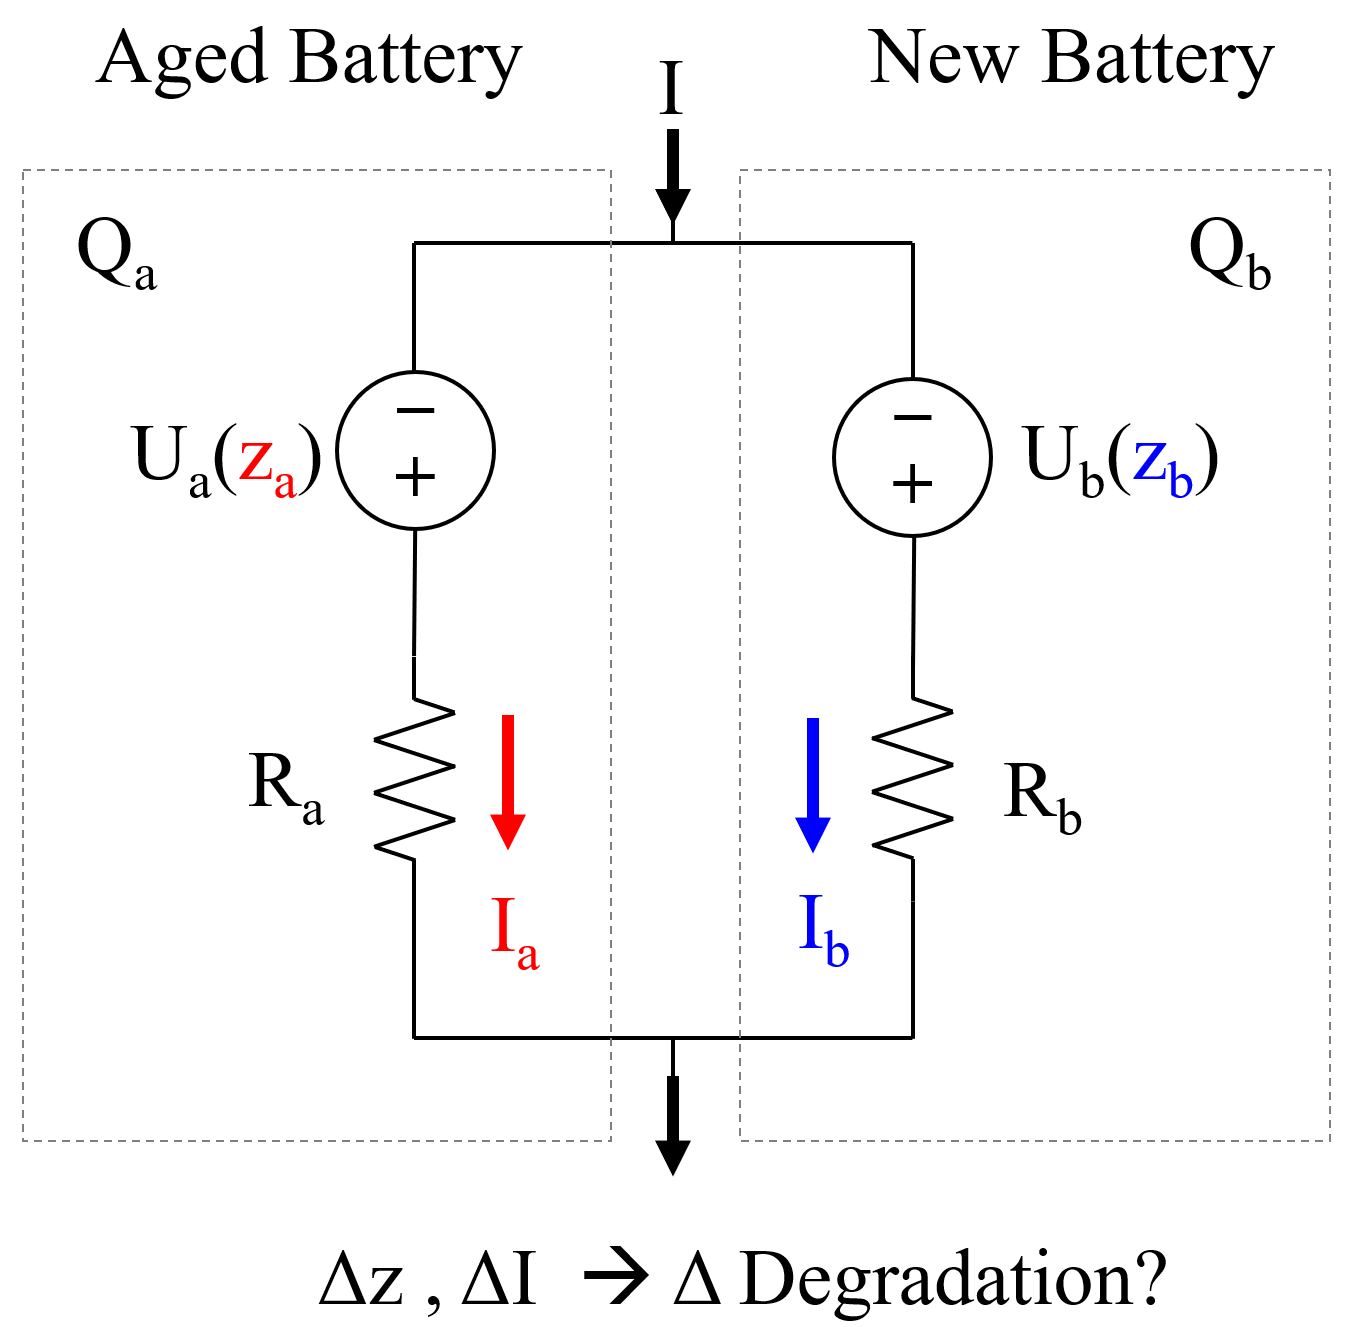 Aged Battery
New Battery
I
Qa
Qb
−
+
Ua(za)
−
+
Ub(zb)
Ra
Rb
Ia
Ib
Δz , ΔI → Δ Degradation?